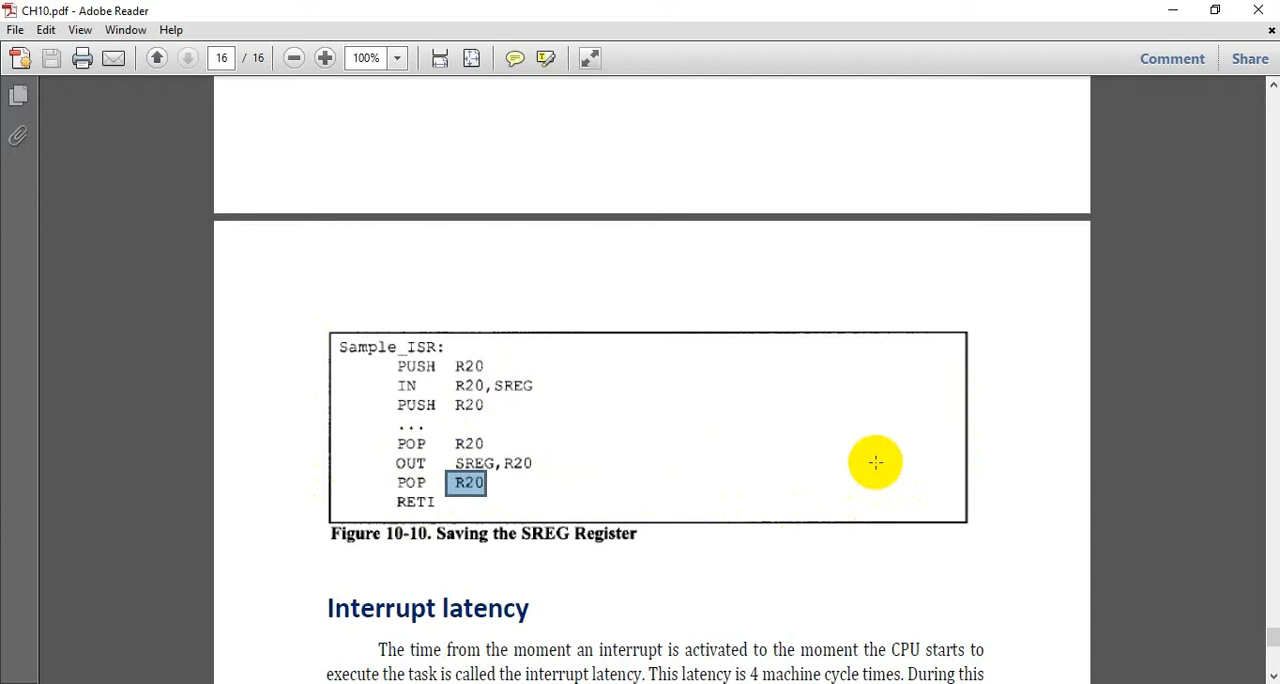 CH10.pdf - Adobe Reader
File Edit View Window Help
16 / 16 100% Comment Share
Sample_ISR:
PUSH R20
IN R20,SREG
PUSH R20
...
POP R20
OUT SREG,R20
POP R20
RETI
Figure 10-10. Saving the SREG Register
Interrupt latency
The time from the moment an interrupt is activated to the moment the CPU starts to
execute the task is called the interrupt latency. This latency is 4 machine cycle times. During this